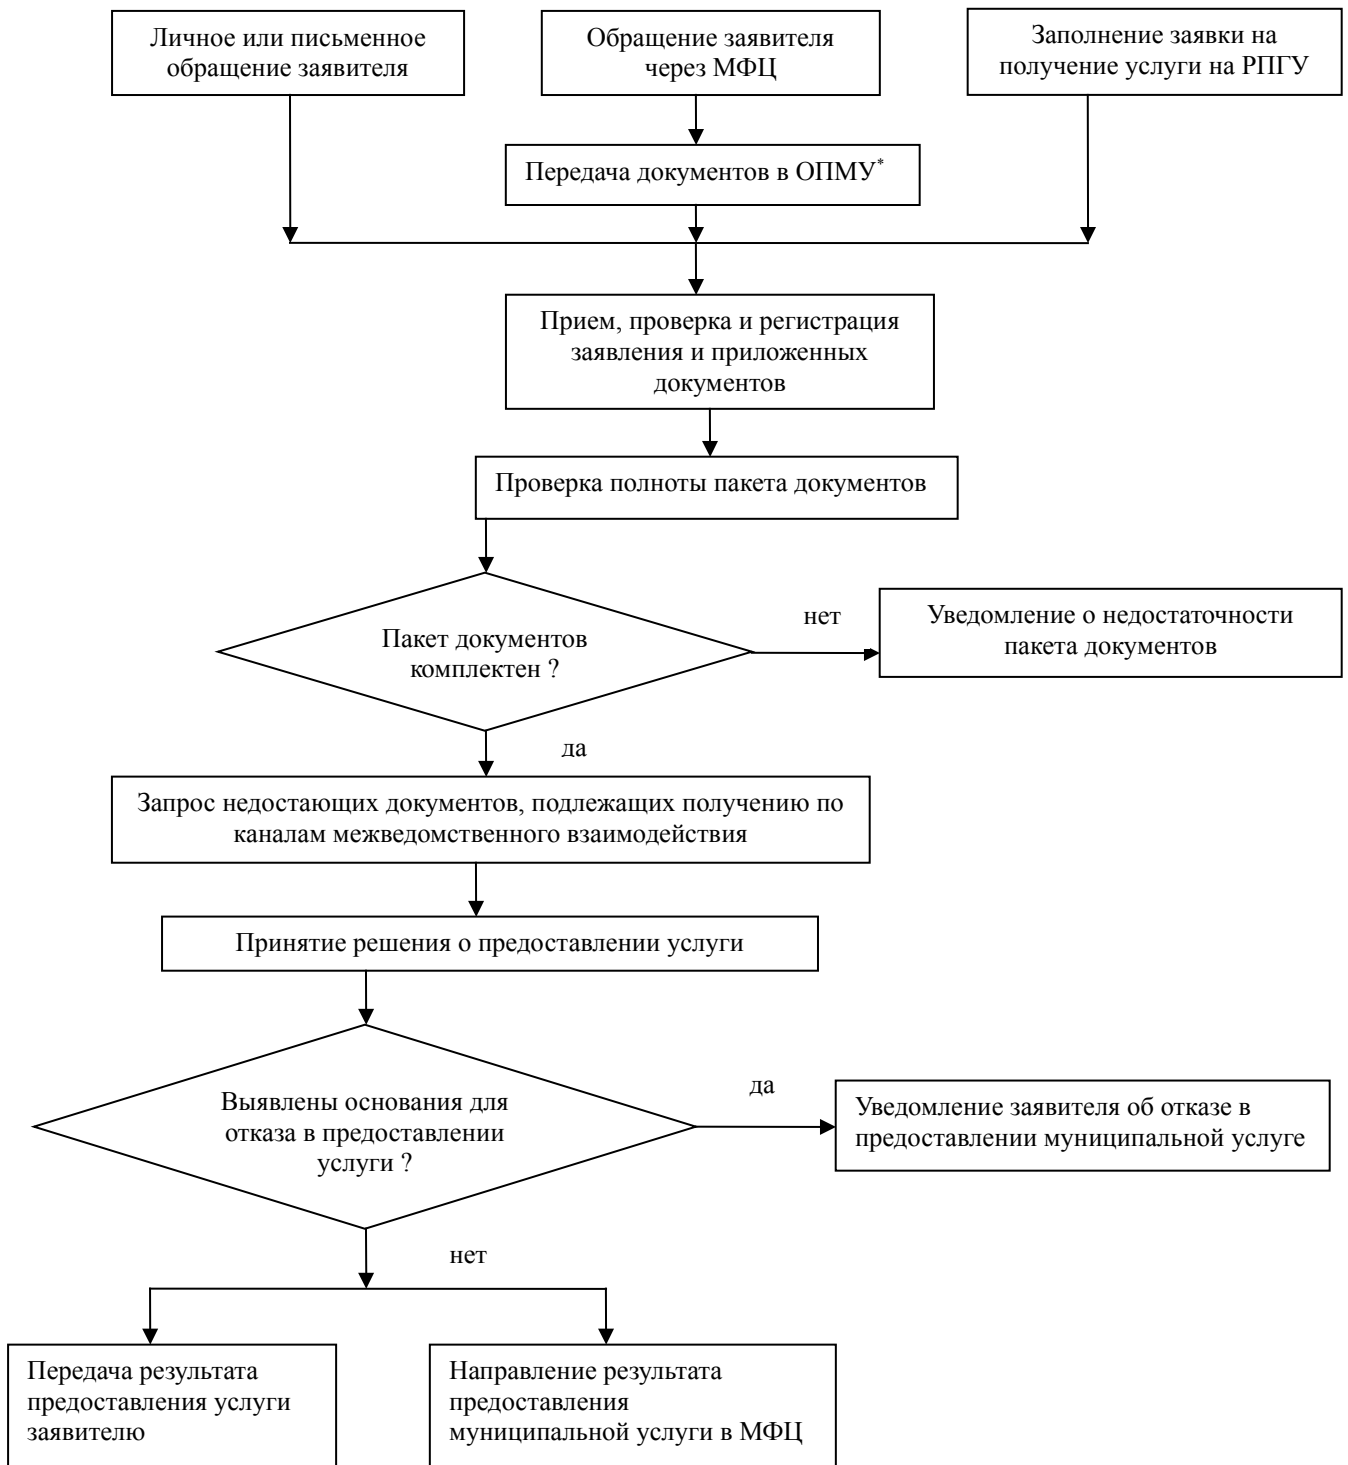 Личное или письменное
обращение заявителя
Обращение заявителя
через МФЦ
Заполнение заявки на
получение услуги на РПГУ
Передача документов в ОПМУ*
Прием, проверка и регистрация
заявления и приложенных
документов
Проверка полноты пакета документов
Пакет документов
комплектен ?
нет
Уведомление о недостаточности
пакета документов
да
Запрос недостающих документов, подлежащих получению по
каналам межведомственного взаимодействия
Принятие решения о предоставлении услуги
Выявлены основания для
отказа в предоставлении
услуги ?
да
Уведомление заявителя об отказе в
предоставлении муниципальной услуге
нет
Передача результата
предоставления услуги
заявителю
Направление результата
предоставления
муниципальной услуги в МФЦ